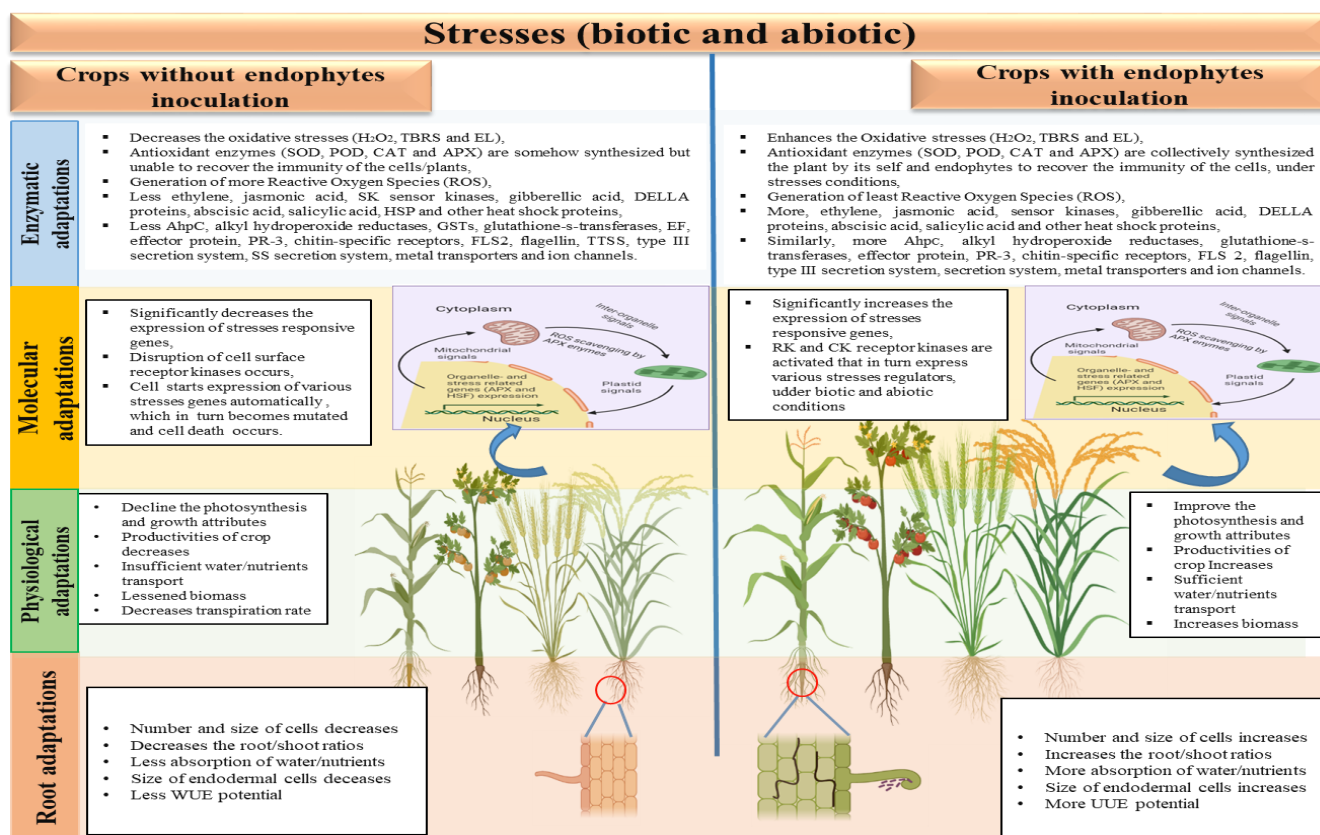 Stresses (biotic and abiotic)
Crops without endophytes
inoculation
Crops with endophytes
inoculation
Enzymatic
adaptations
▪ Decreases the oxidative stresses (H2O2, TBRS and EL),
▪ Antioxidant enzymes (SOD, POD, CAT and APX) are somehow synthesized but
unable to recover the immunity of the cells/plants,
▪ Generation of more Reactive Oxygen Species (ROS),
▪ Less ethylene, jasmonic acid, SK sensor kinases, gibberellic acid, DELLA
proteins, abscisic acid, salicylic acid, HSP and other heat shock proteins,
▪ Less AhpC, alkyl hydroperoxide reductases, GSTs, glutathione-s-transferases, EF,
effector protein, PR-3, chitin-specific receptors, FLS2, flagellin, TTSS, type III
secretion system, SS secretion system, metal transporters and ion channels.
▪ Enhances the Oxidative stresses (H2O2, TBRS and EL),
▪ Antioxidant enzymes (SOD, POD, CAT and APX) are collectively synthesized
the plant by its self and endophytes to recover the immunity of the cells, under
stresses conditions,
▪ Generation of least Reactive Oxygen Species (ROS),
▪ More, ethylene, jasmonic acid, sensor kinases, gibberellic acid, DELLA
proteins, abscisic acid, salicylic acid and other heat shock proteins,
▪ Similarly, more Ahpc, alkyl hydroperoxide reductases, glutathione-s-
transferases, effector protein, PR-3, chitin-specific receptors, FLS 2, flagellin,
type III secretion system, secretion system, metal transporters and ion channels.
Molecular
adaptations
▪ Significantly decreases the
expression of stresses responsive
genes,
▪ Disruption of cell surface
receptor kinases occurs,
▪ Cell starts expression of various
stresses genes automatically ,
which in turn becomes mutated
and cell death occurs.
Cytoplasm
Inter-organelle
signals
ROS scavenging by
APX enymes
Mitochondrial
signals
Organelle- and
stress related
genes (APX and
HSF) expression
Plastid
signals
Nucleus
▪ Significantly increases the
expression of stresses
responsive genes,
▪ RK and CK receptor kinases are
activated that in turn express
various stresses regulators,
udder biotic and abiotic
conditions
Cytoplasm
Inter-organelle
signals
ROS scavenging by
APX enymes
Mitochondrial
signals
Organelle- and
stress related
genes (APX and
HSF) expression
Plastid
signals
Nucleus
Physiological
adaptations
• Decline the photosynthesis
and growth attributes
• Productivities of crop
decreases
• Insufficient water/nutrients
transport
• Lessened biomass
• Decreases transpiration rate
▪ Improve the
photosynthesis and
growth attributes
▪ Productivities of
crop Increases
▪ Sufficient
water/nutrients
transport
▪ Increases biomass
Root adaptations
• Number and size of cells decreases
• Decreases the root/shoot ratios
• Less absorption of water/nutrients
• Size of endodermal cells deceases
• Less WUE potential
• Number and size of cells increases
• Increases the root/shoot ratios
• More absorption of water/nutrients
• Size of endodermal cells increases
• More UUE potential